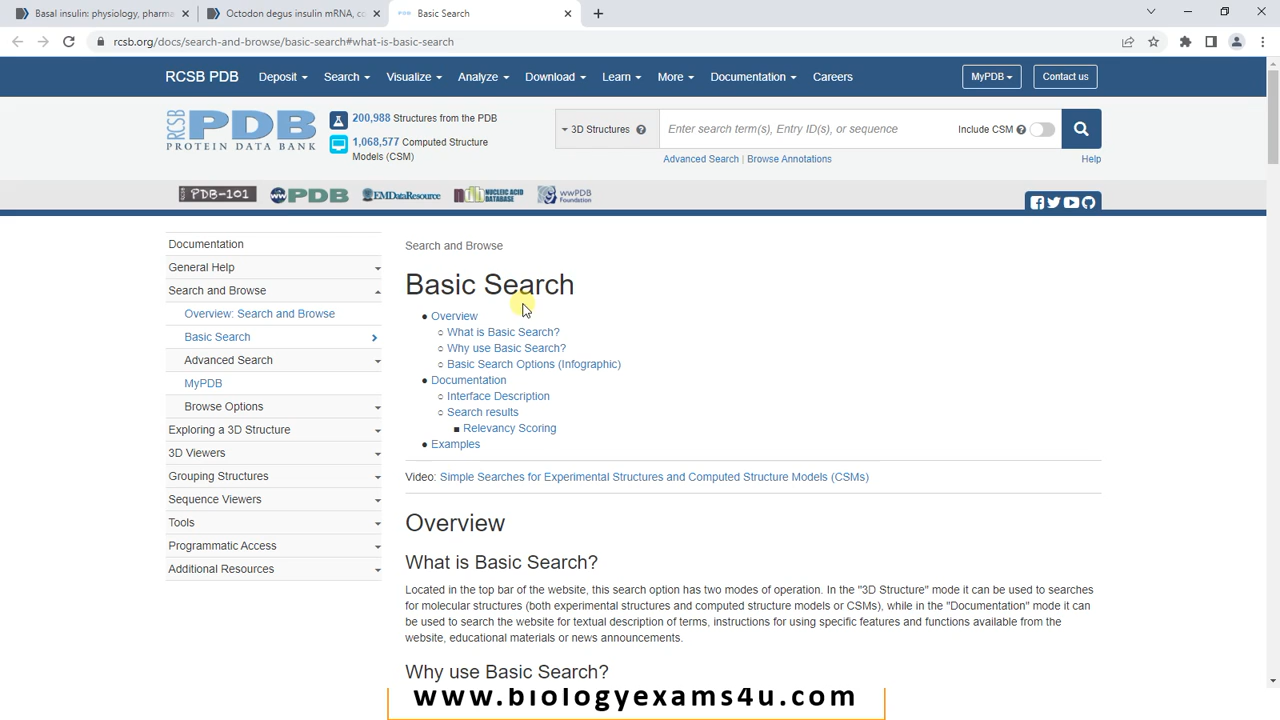 Basal insulin: physiology, pharma
Octodon degus insulin mRNA, co
Basic Search
rcsb.org/docs/search-and-browse/basic-search#what-is-basic-search
RCSB PDB Deposit Search Visualize Analyze Download Learn More Documentation Careers MyPDB Contact us
RCSB PDB
PROTEIN DATA BANK
200,988 Structures from the PDB
1,068,577 Computed Structure
Models (CSM)
3D Structures Enter search term(s), Entry ID(s), or sequence Include CSM
Advanced Search | Browse Annotations Help
PDB-101 PDB EMDataResource NUCLEIC ACID DATABASE wwPDB Foundation
Documentation
General Help
Search and Browse
Overview: Search and Browse
Basic Search
Advanced Search
MyPDB
Browse Options
Exploring a 3D Structure
3D Viewers
Grouping Structures
Sequence Viewers
Tools
Programmatic Access
Additional Resources
Search and Browse
Basic Search
Overview
What is Basic Search?
Why use Basic Search?
Basic Search Options (Infographic)
Documentation
Interface Description
Search results
Relevancy Scoring
Examples
Video: Simple Searches for Experimental Structures and Computed Structure Models (CSMs)
Overview
What is Basic Search?
Located in the top bar of the website, this search option has two modes of operation. In the "3D Structure" mode it can be used to searches
for molecular structures (both experimental structures and computed structure models or CSMs), while in the "Documentation" mode it can
be used to search the website for textual description of terms, instructions for using specific features and functions available from the
website, educational materials or news announcements.
Why use Basic Search?
www.biologyexams4u.com